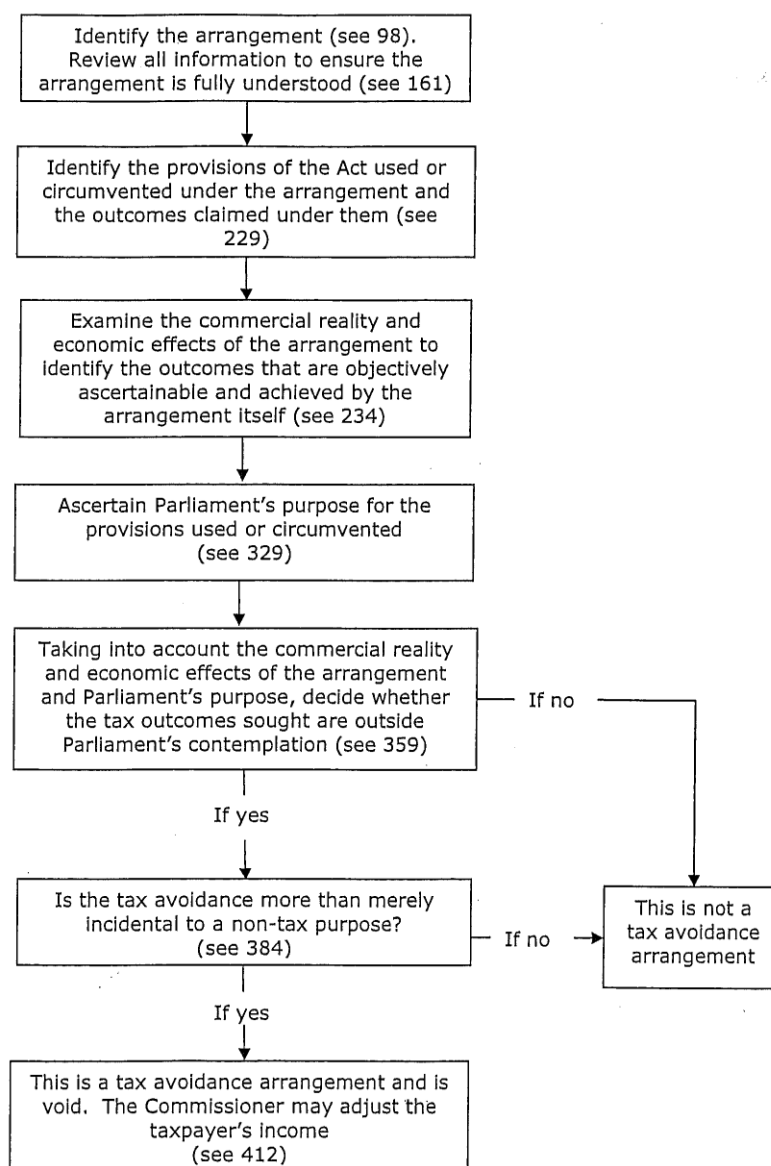 Identify the arrangement (see 98).
Review all information to ensure the
arrangement is fully understood (see 161)
Identify the provisions of the Act used or
circumvented under the arrangement and
the outcomes claimed under them (see
229)
Examine the commercial reality and
economic effects of the arrangement to
identify the outcomes that are objectively
ascertainable and achieved by the
arrangement itself (see 234)
Ascertain Parliament's purpose for the
provisions used or circumvented
(see 329)
Taking into account the commercial reality
and economic effects of the arrangement
and Parliament's purpose, decide whether
the tax outcomes sought are outside
Parliament's contemplation (see 359)
If no
If yes
Is the tax avoidance more than merely
incidental to a non-tax purpose?
(see 384)
If no
This is not a
tax avoidance
arrangement
If yes
This is a tax avoidance arrangement and is
void. The Commissioner may adjust the
taxpayer's income
(see 412)